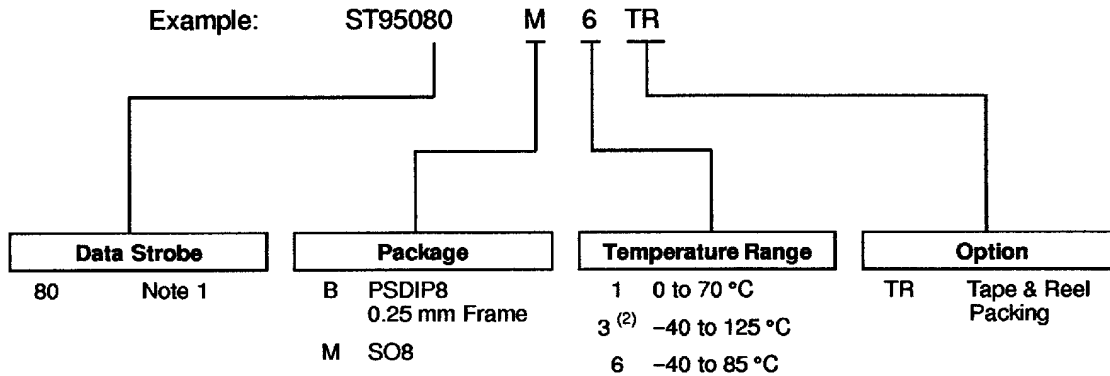 Example: ST95080 M 6 TR
Data Strobe
80 Note 1
Package
B PSDIP8
0.25 mm Frame
M SO8
Temperature Range
1 0 to 70 °C
3 (2) –40 to 125 °C
6 –40 to 85 °C
Option
TR Tape & Reel
Packing